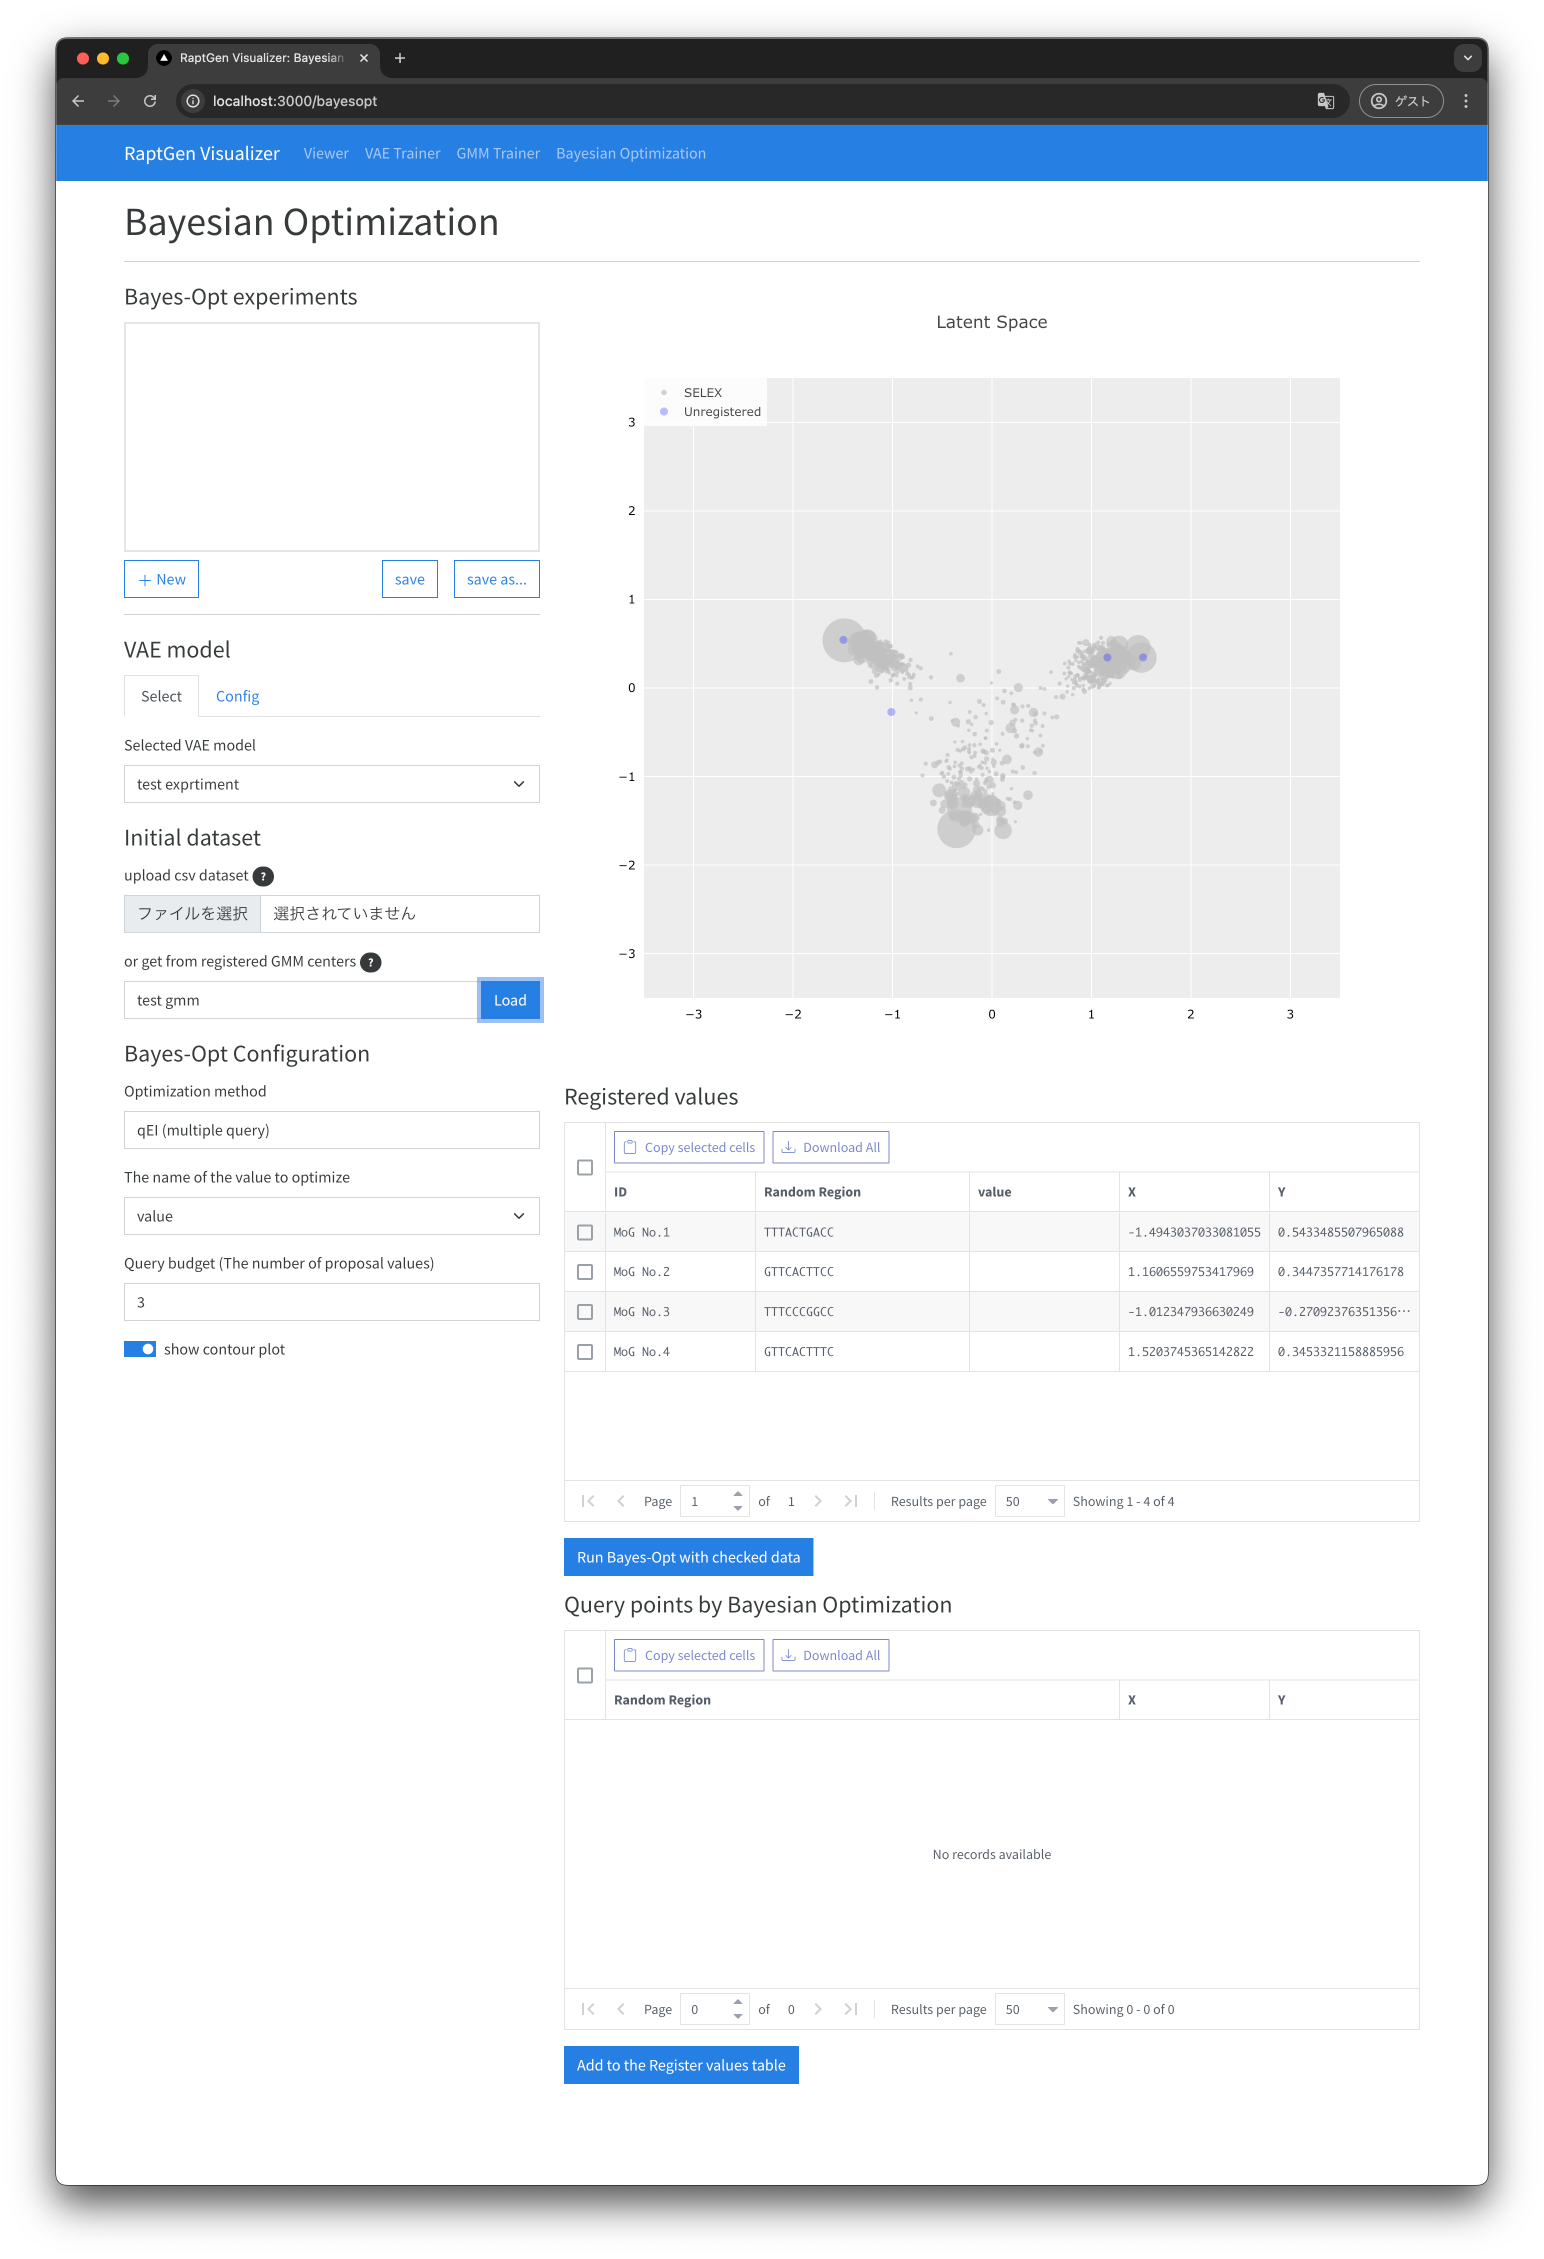 RaptGen Visualizer: Bayesian
localhost:3000/bayesopt
ゲスト
RaptGen Visualizer Viewer VAE Trainer GMM Trainer Bayesian Optimization
Bayesian Optimization
Bayes-Opt experiments
+ New save save as...
VAE model
Select Config
Selected VAE model
test exprtiment
Initial dataset
upload csv dataset ?
ファイルを選択 選択されていません
or get from registered GMM centers ?
test gmm Load
Bayes-Opt Configuration
Optimization method
qEI (multiple query)
The name of the value to optimize
value
Query budget (The number of proposal values)
3
show contour plot
Latent Space
SELEX
Unregistered
3
2
1
0
−1
−2
−3
−3 −2 −1 0 1 2 3
Registered values
Copy selected cells Download All
ID Random Region value X Y
MoG No.1 TTTACTGACC -1.4943037033081055 0.5433485507965088
MoG No.2 GTTCACTTCC 1.1606559753417969 0.3447357714176178
MoG No.3 TTTCCCGGCC -1.012347936630249 -0.27092376351356…
MoG No.4 GTTCACTTTC 1.5203745365142822 0.3453321158885956
Page 1 of 1 Results per page 50 Showing 1 - 4 of 4
Run Bayes-Opt with checked data
Query points by Bayesian Optimization
Copy selected cells Download All
Random Region X Y
No records available
Page 0 of 0 Results per page 50 Showing 0 - 0 of 0
Add to the Register values table